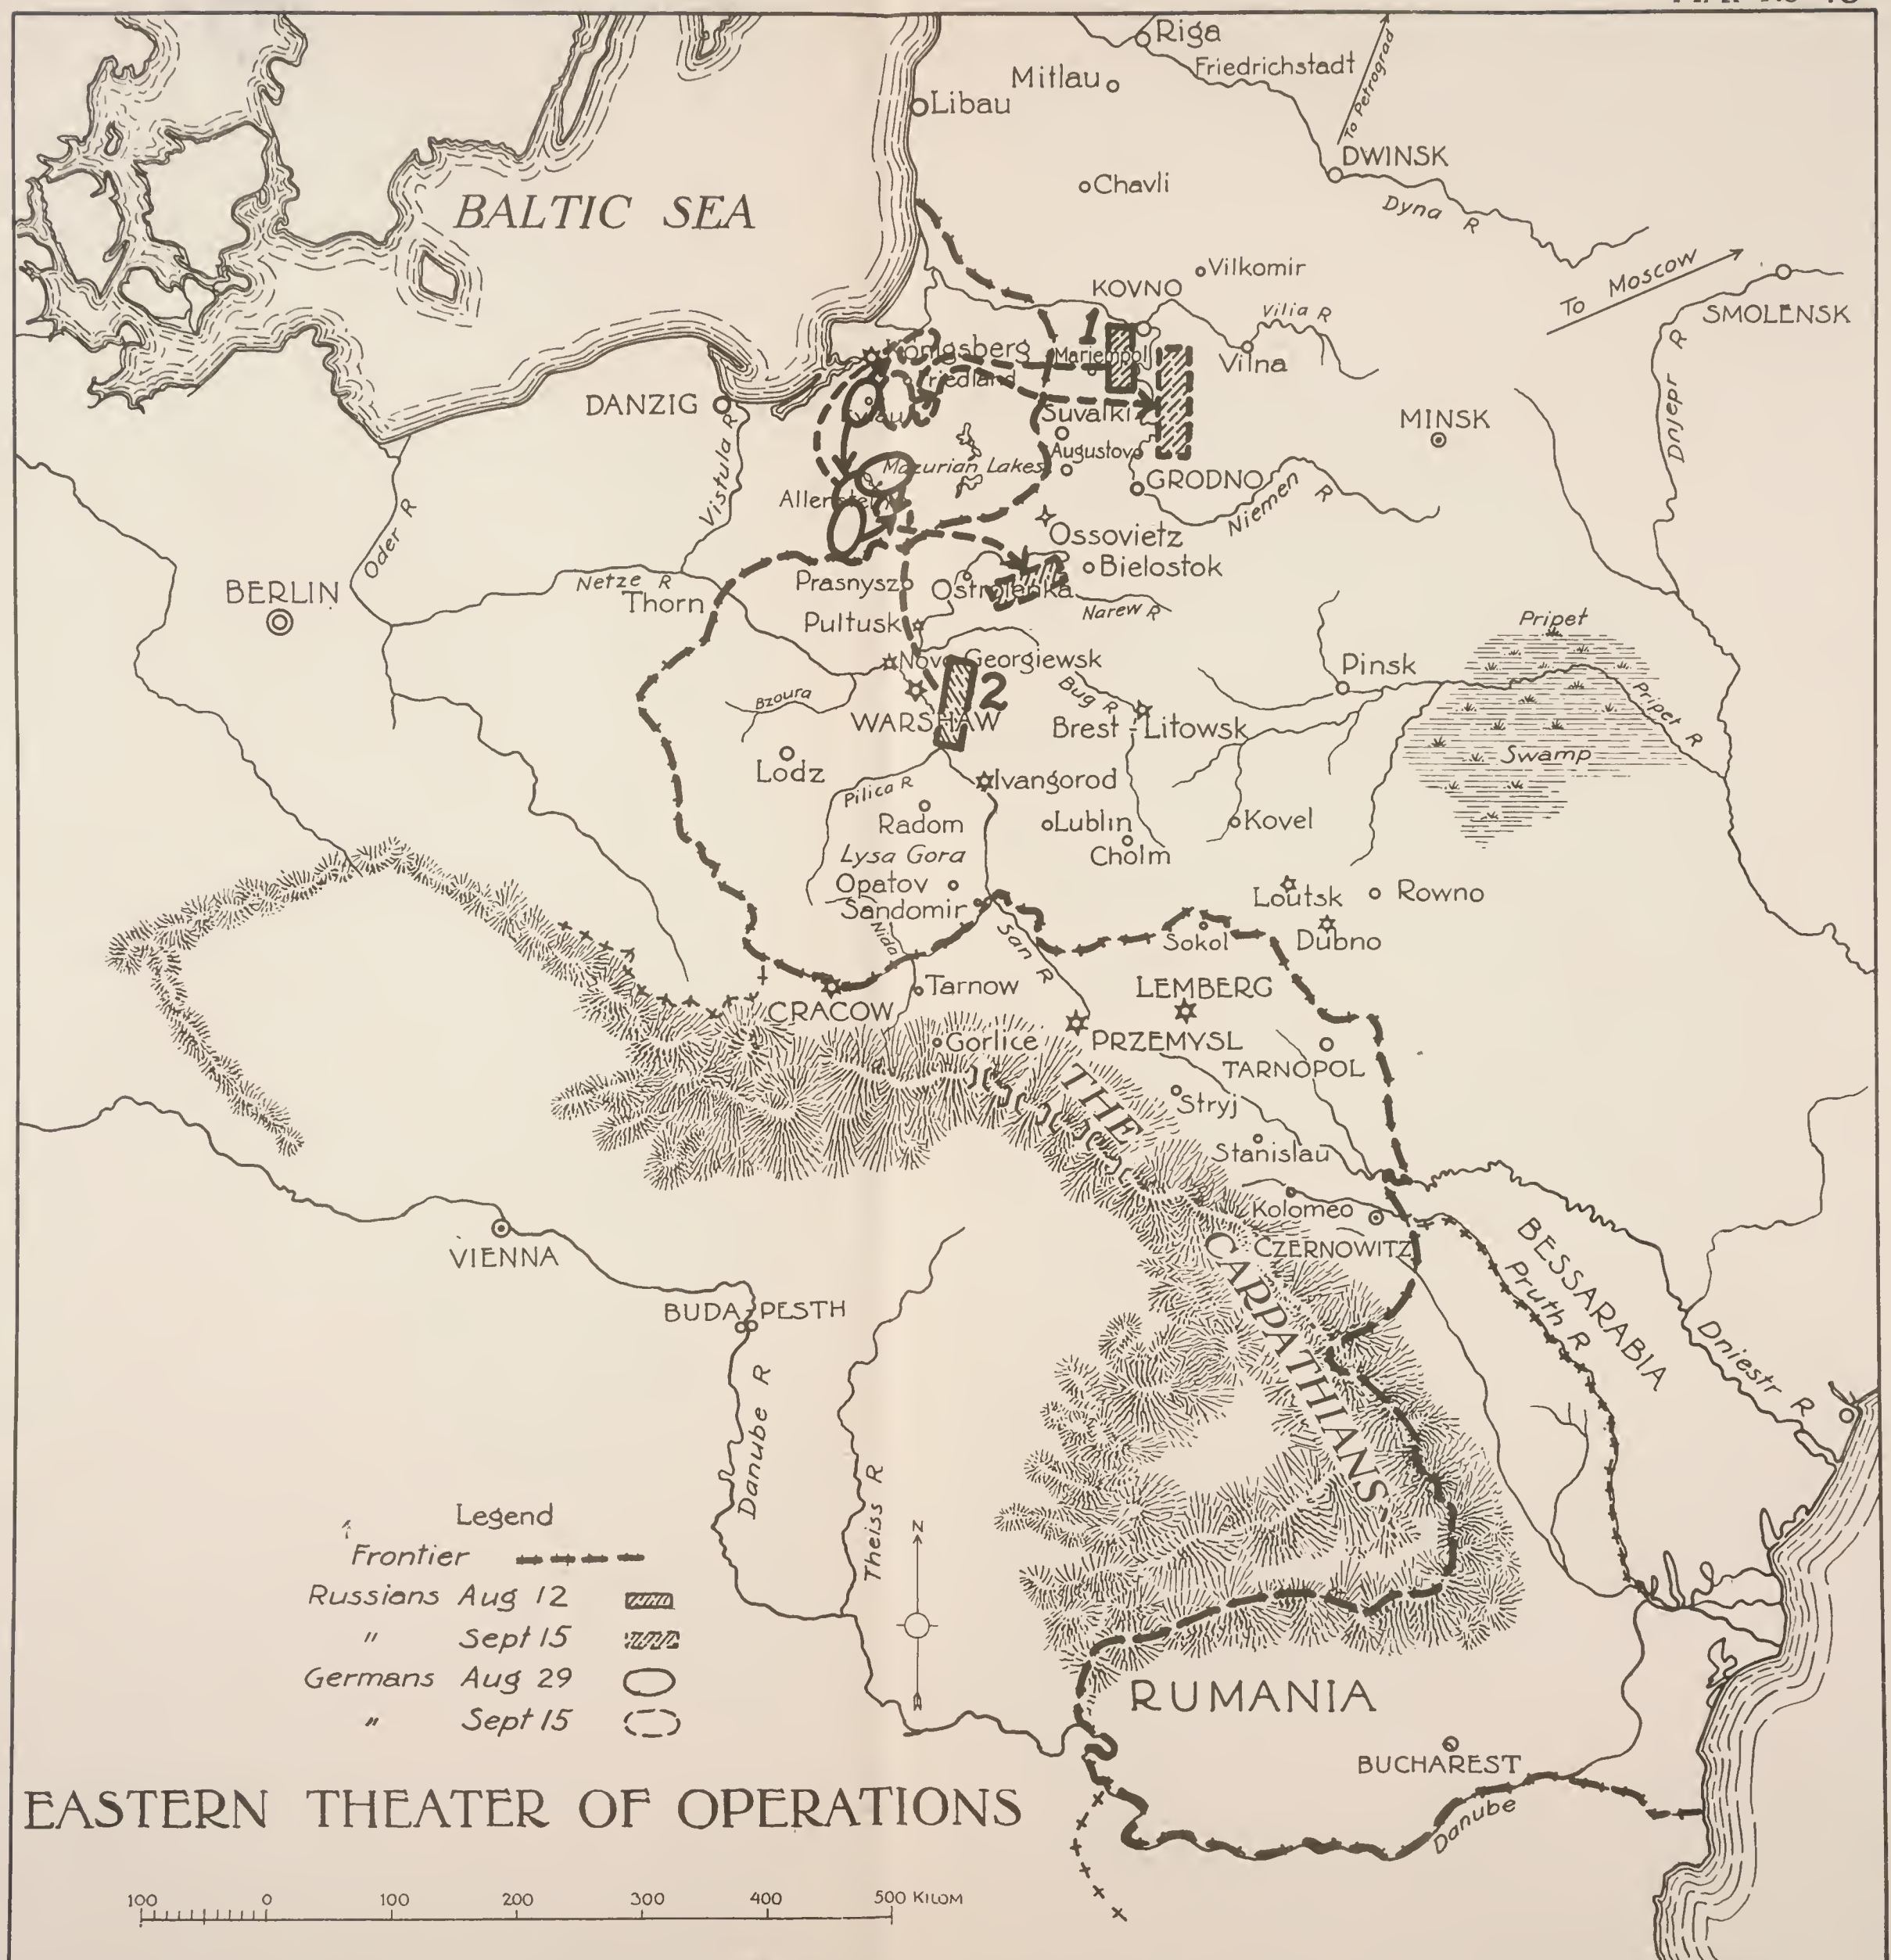 Riga
Friedrichstadt
To Petrograd
Mitlau
Libau
DWINSK
Chavli
Dyna R
BALTIC SEA
To Moscow
SMOLENSK
Vilkomir
KOVNO
Vilia R
1
Vilna
Königsberg
Mariempol
Friedland
DANZIG
Eylau
Suvalki
MINSK
Dnjepr R
Augustovo
Mazurian Lakes
GRODNO
Niemen R
Vistula R
Allenstein
Oder R
Ossovietz
Bielostok
BERLIN
Netze R
Thorn
Prasnysz
Ostrolenka
Narew R
Pultusk
Pripet
Novo Georgiewsk
Pinsk
Bug R
2
Bzoura
WARSHAW
Brest-Litowsk
Pripet R
Swamp
Lodz
Ivangorod
Pilica R
Radom
Lublin
Kovel
Cholm
Lysa Gora
Opatov
Loutsk
Rowno
Sandomir
Nida
San R
Sokol
Dubno
Tarnow
LEMBERG
CRACOW
PRZEMYSL
Gorlice
TARNOPOL
Stryj
Stanislau
Kolomeo
CZERNOWITZ
THE CARPATHIANS
BESSARABIA
Pruth R
Dniestr R
VIENNA
BUDA-PESTH
Danube R
Theiss R
N
Legend
Frontier
Russians Aug 12
" Sept 15
Germans Aug 29
" Sept 15
RUMANIA
BUCHAREST
Danube
EASTERN THEATER OF OPERATIONS
100 0 100 200 300 400 500 KILOM